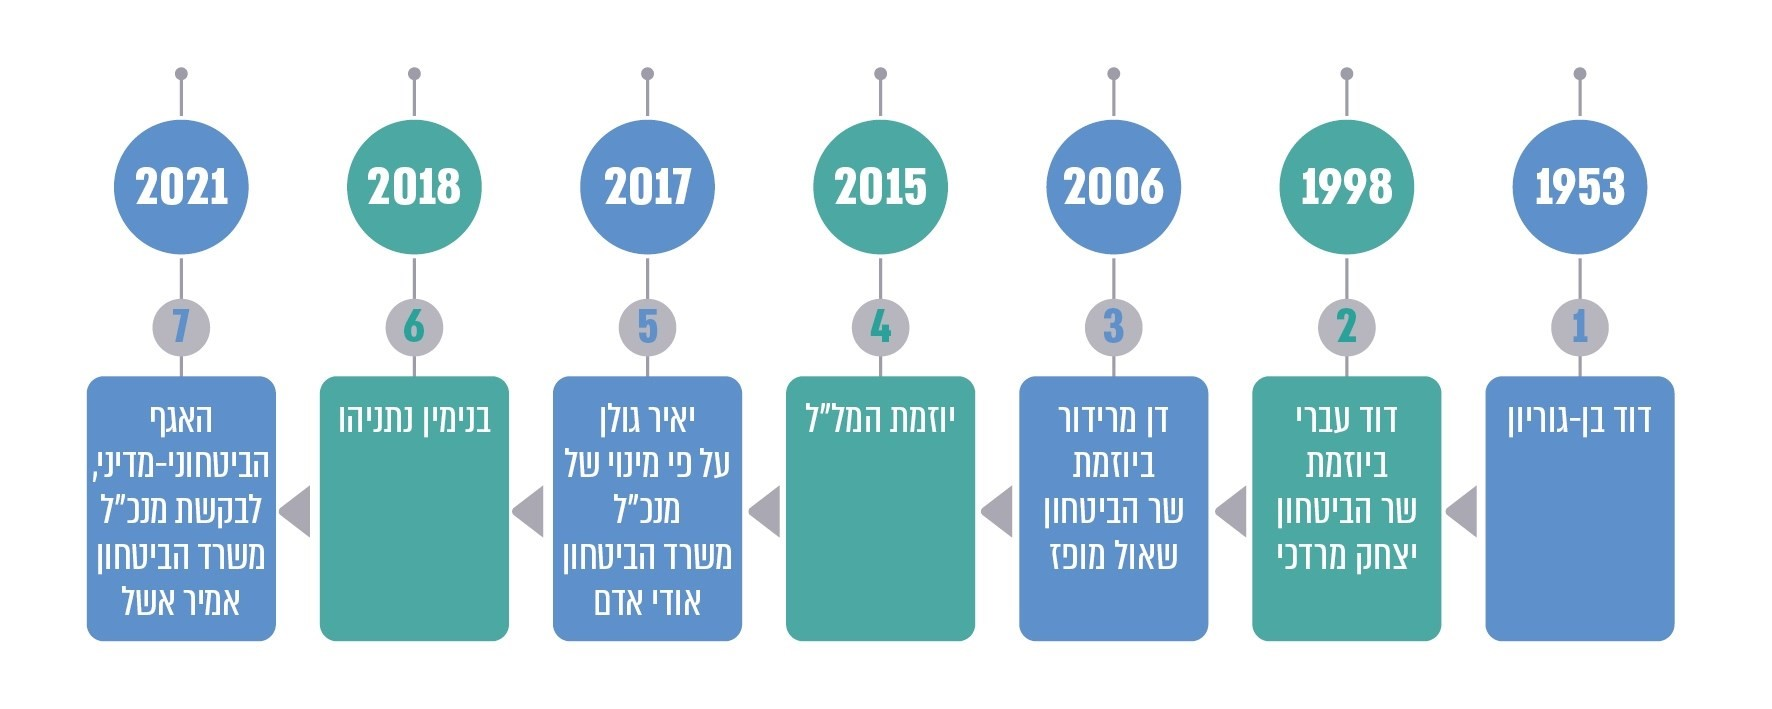 1953
1
דוד בן-גוריון
1998
2
דוד עברי
ביוזמת
שר הביטחון
יצחק מרדכי
2006
3
דן מרידור
ביוזמת
שר הביטחון
שאול מופז
2015
4
יוזמת המל"ל
2017
5
יאיר גולן
על פי מינוי של
מנכ"ל
משרד הביטחון
אודי אדם
2018
6
בנימין נתניהו
2021
7
האגף
הביטחוני-מדיני,
לבקשת מנכ"ל
משרד הביטחון
אמיר אשל